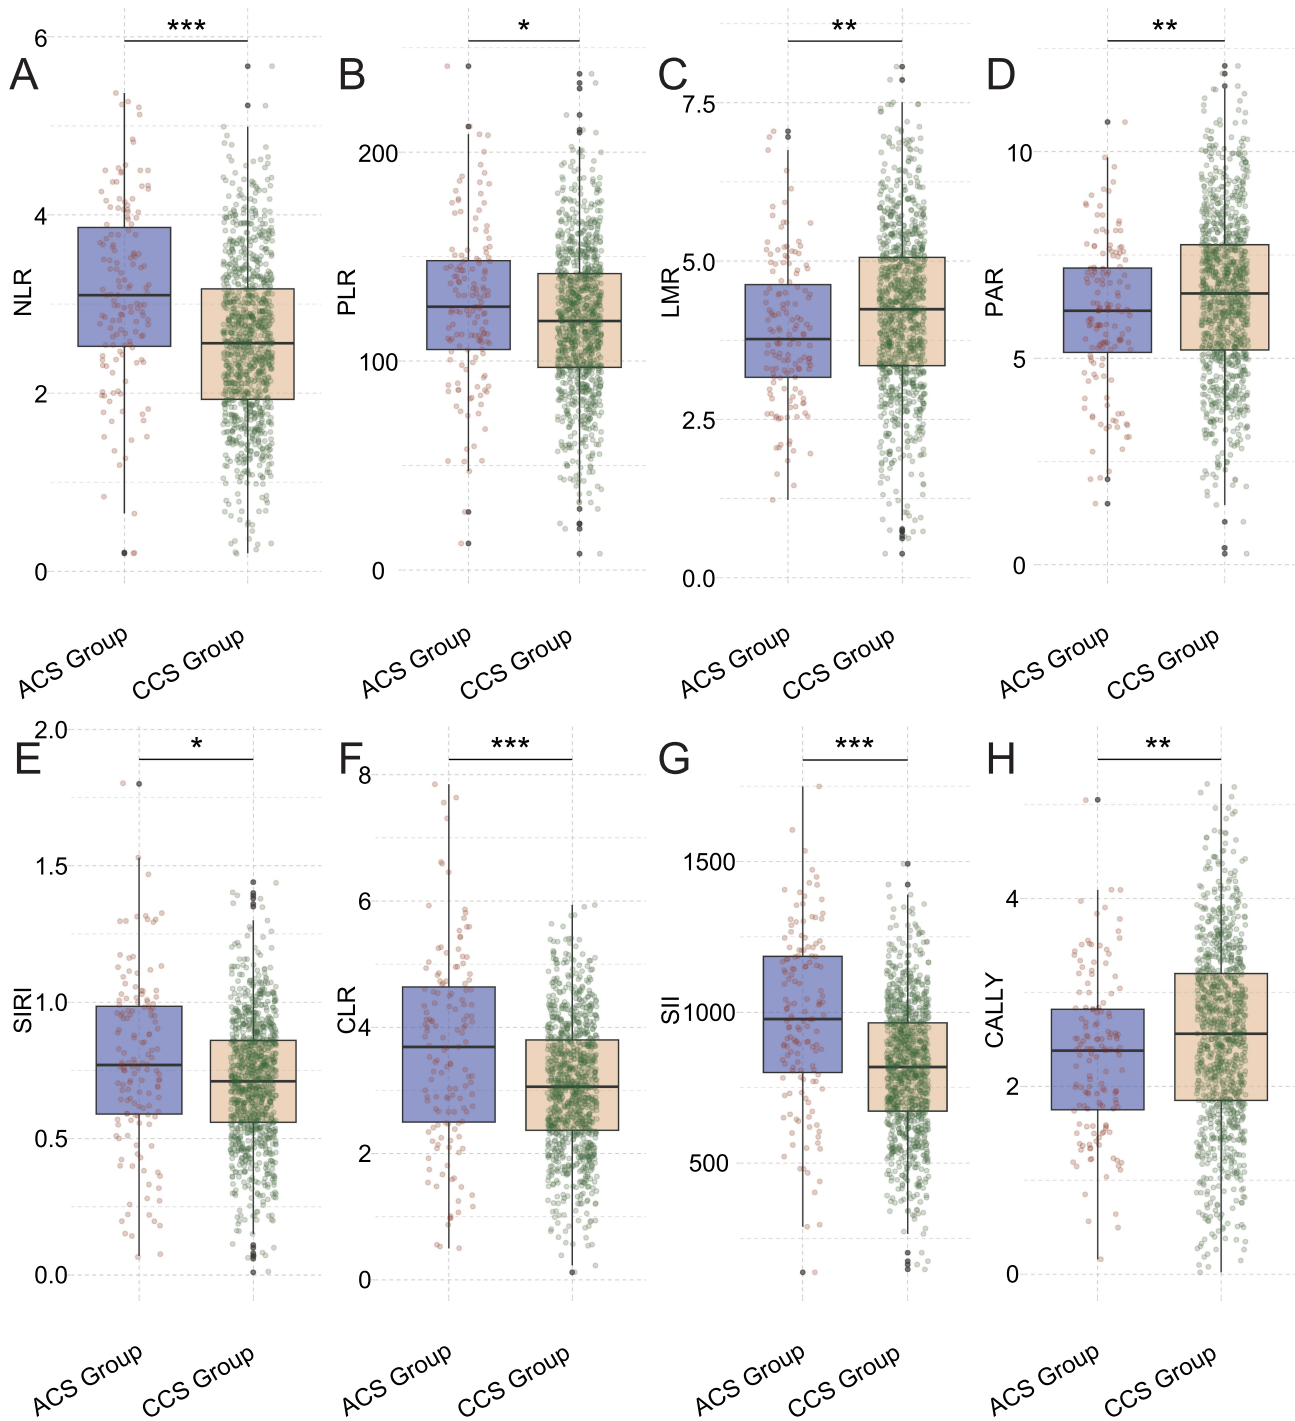 A
***
NLR
6
4
2
0
ACS Group
CCS Group
B
*
PLR
200
100
0
ACS Group
CCS Group
C
**
LMR
7.5
5.0
2.5
0.0
ACS Group
CCS Group
D
**
PAR
10
5
0
ACS Group
CCS Group
E
*
SIRI
2.0
1.5
1.0
0.5
0.0
ACS Group
CCS Group
F
***
CLR
8
6
4
2
0
ACS Group
CCS Group
G
***
SII
1500
1000
500
ACS Group
CCS Group
H
**
CALLY
4
2
0
ACS Group
CCS Group